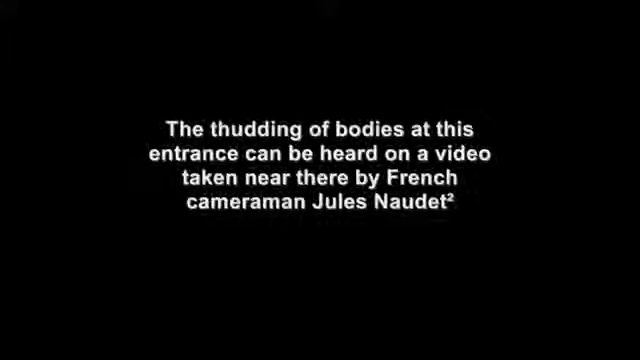 The thudding of bodies at this
entrance can be heard on a video
taken near there by French
cameraman Jules Naudet²